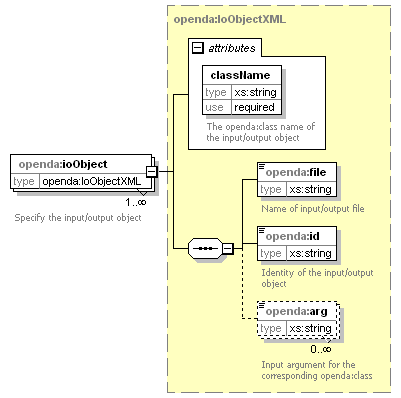 openda:IoObjectXML
attributes
className
type xs:string
use required
The openda:class name of
the input/output object
openda:ioObject
type openda:IoObjectXML
1..∞
Specify the input/output object
openda:file
type xs:string
Name of input/output file
openda:id
type xs:string
Identity of the input/output
object
openda:arg
type xs:string
0..∞
Input argument for the
corresponding openda:class